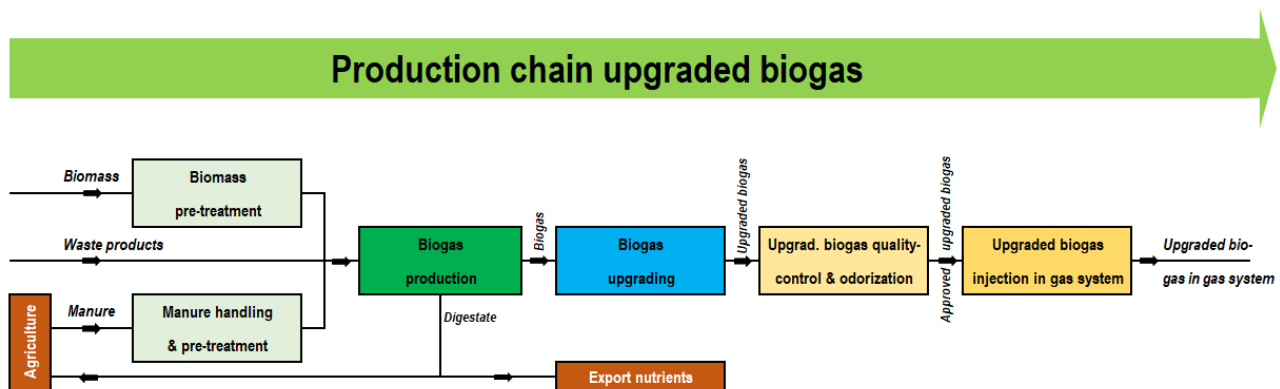 Production chain upgraded biogas
Biomass
Biomass
pre-treatment
Waste products
Manure
Manure handling
& pre-treatment
Agriculture
Biogas
production
Digestate
Biogas
Biogas
upgrading
Export nutrients
Upgraded biogas
Upgrad. biogas quality-
control & odorization
Approved upgraded biogas
Upgraded biogas
injection in gas system
Upgraded bio-
gas in gas system